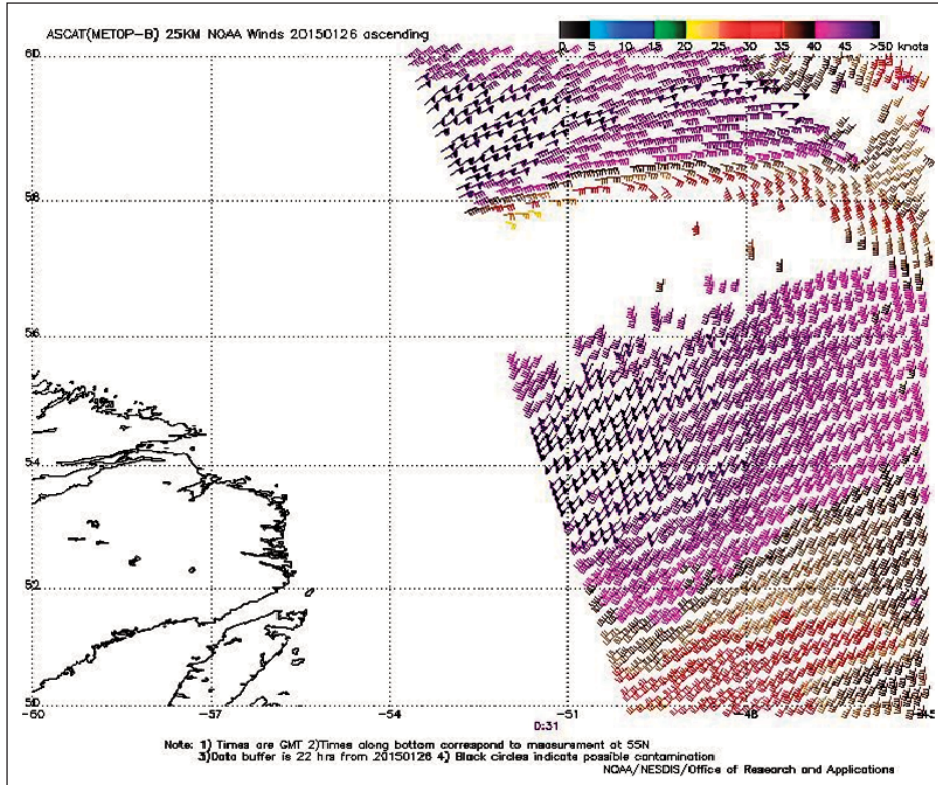 ASCAT(METOP-B) 25KM NOAA Winds 20150126 ascending
0 5 10 15 20 25 30 35 40 45 >50 knots
60
58
56
54
52
50
-60 -57 -54 -51 -48 -45
0:31
Note: 1) Times are GMT 2)Times along bottom correspond to measurement at 55N
3)Data buffer is 22 hrs from 20150126 4) Black circles indicate possible contamination
NOAA/NESDIS/Office of Research and Applications